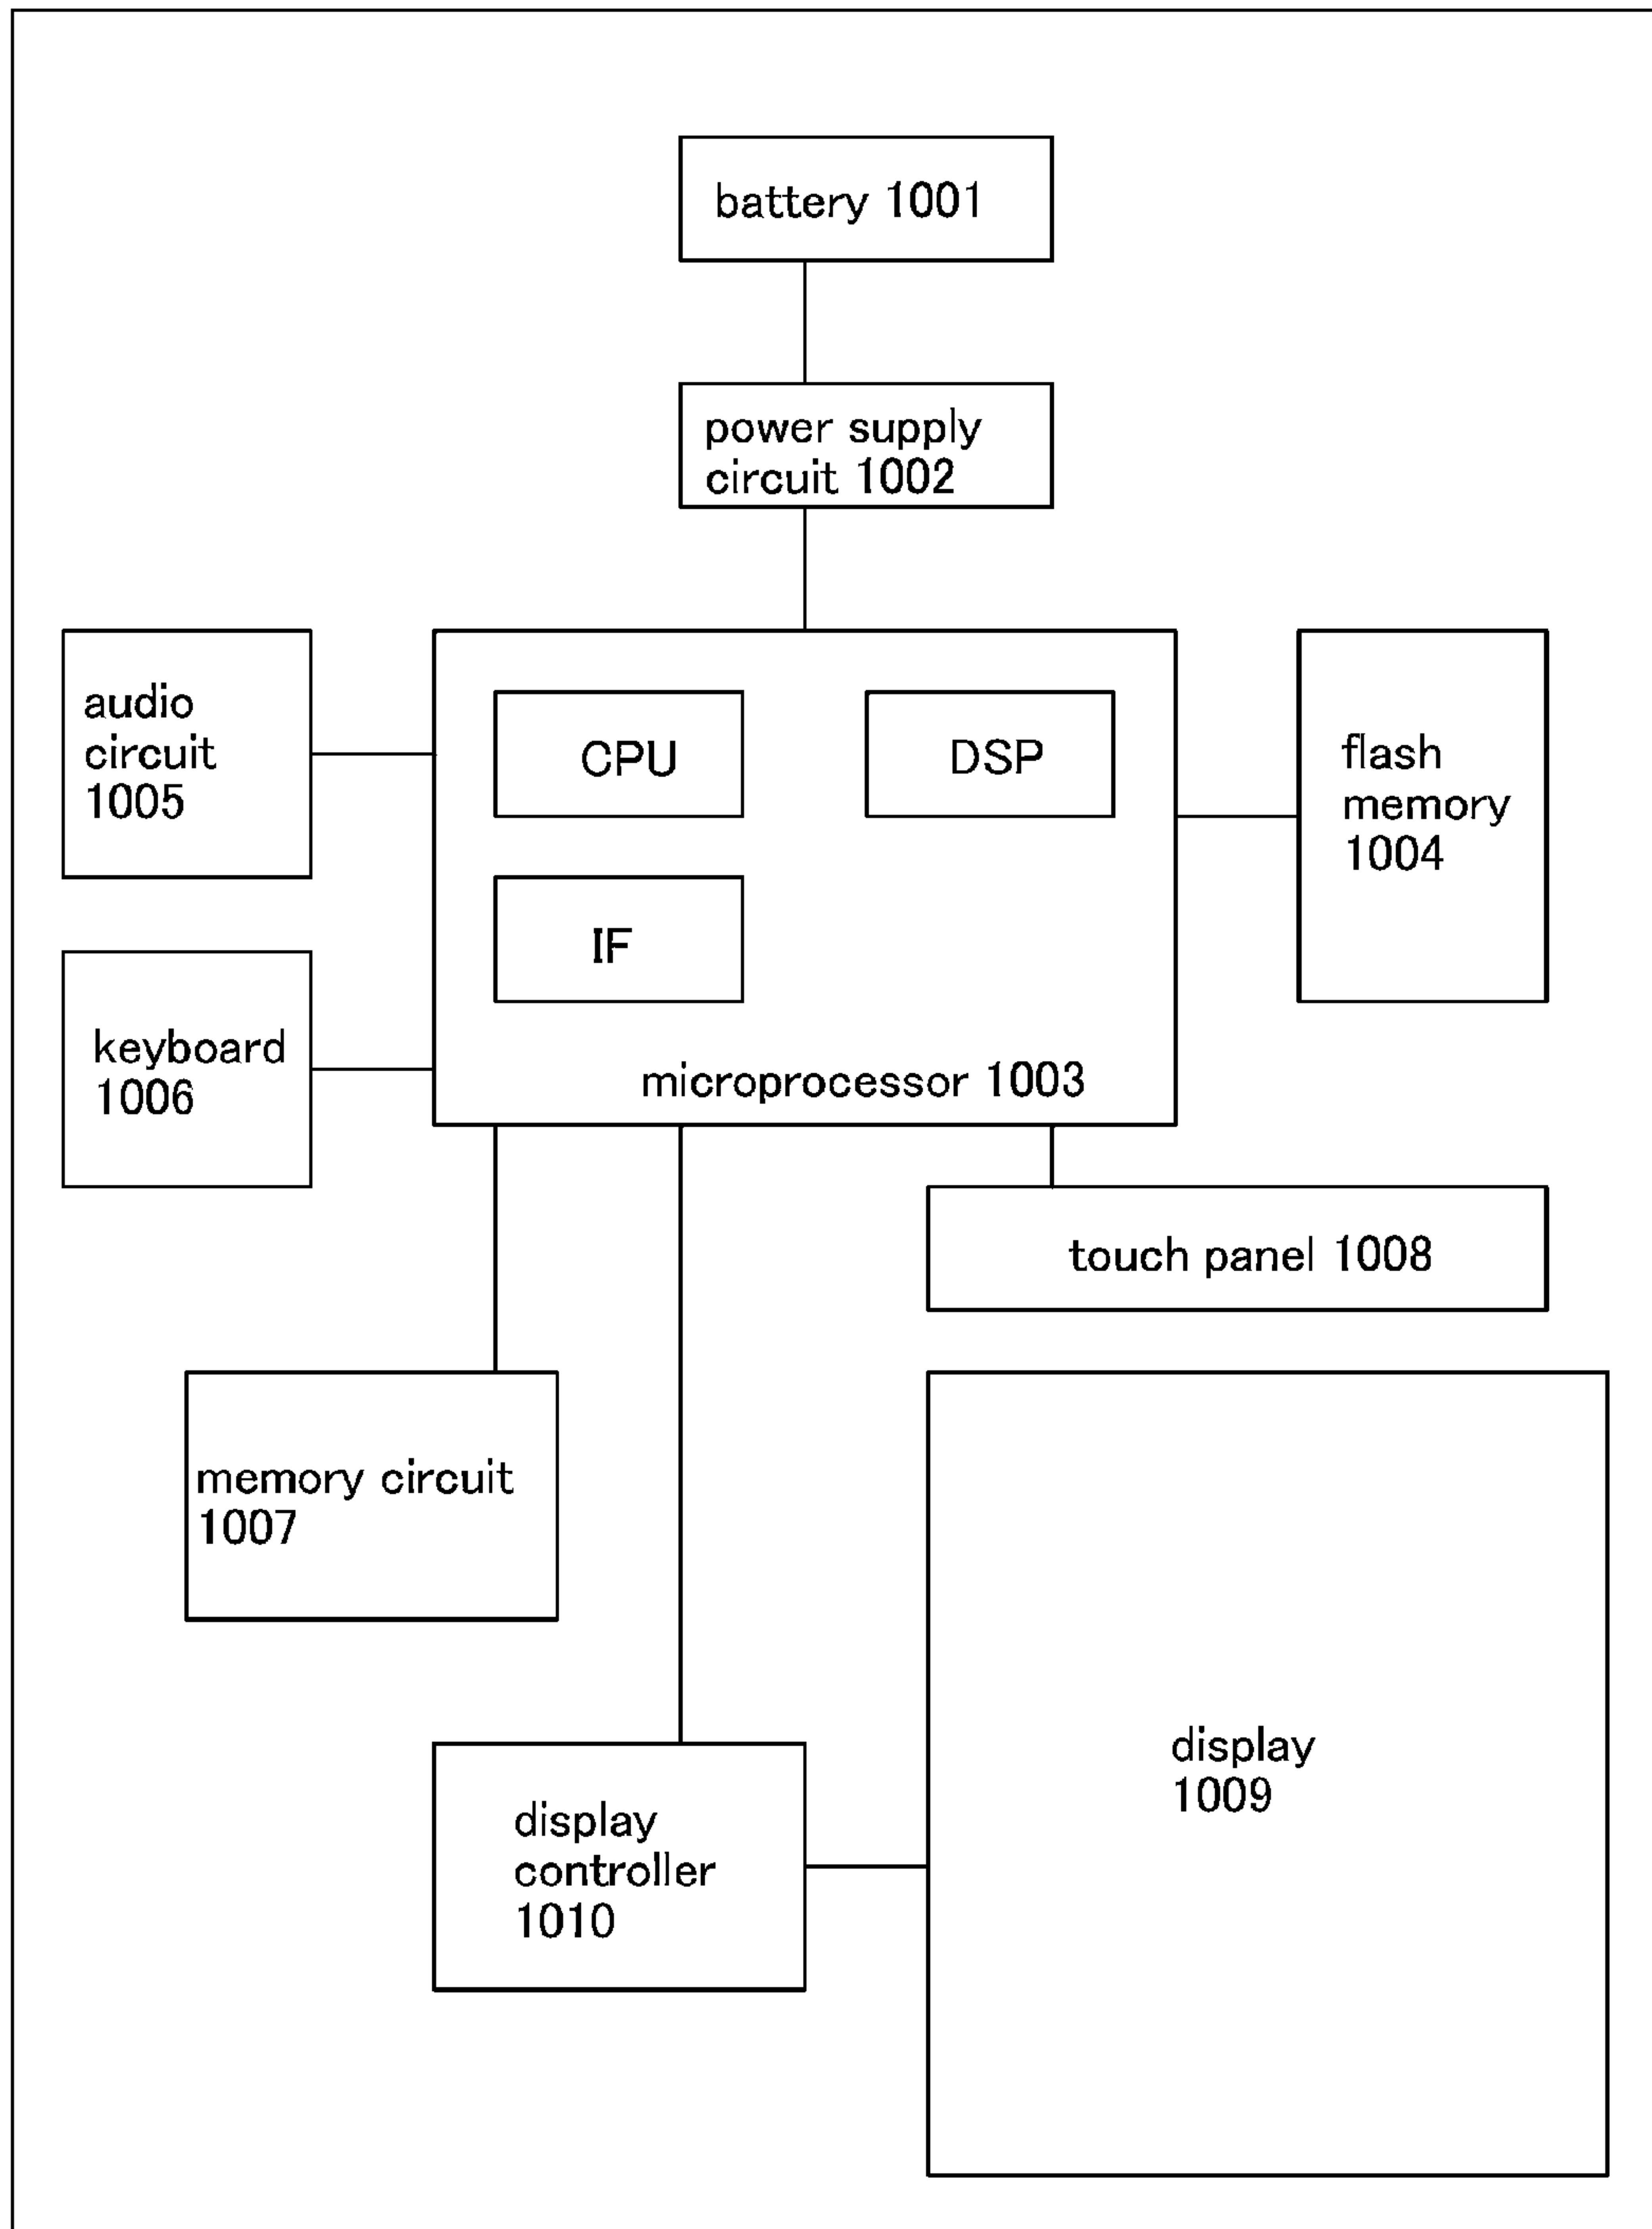 battery 1001
power supply
circuit 1002
audio
circuit
1005
CPU
DSP
flash
memory
1004
IF
keyboard
1006
microprocessor 1003
touch panel 1008
memory circuit
1007
display
1009
display
controller
1010